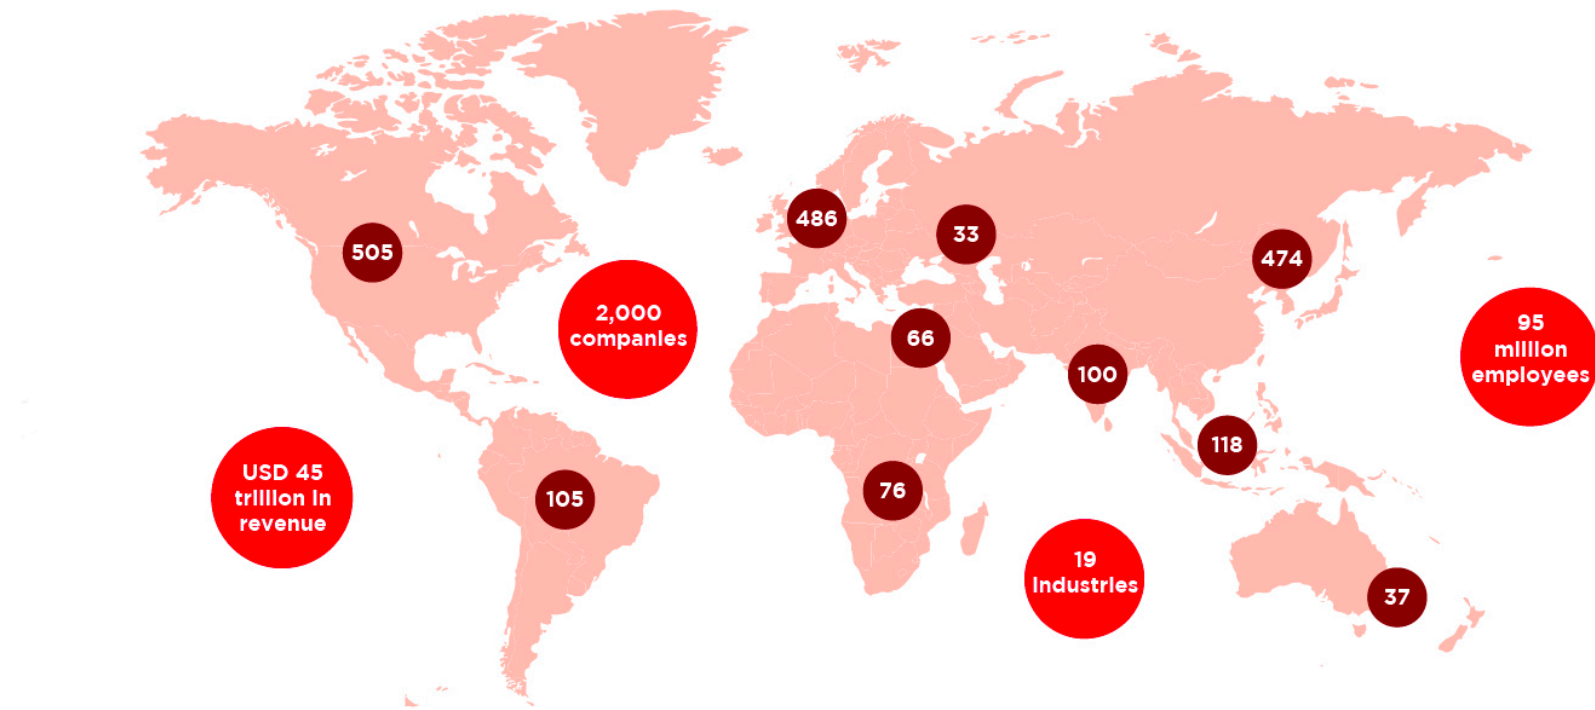 486
33
505
474
2,000
companies
95
million
employees
66
100
118
USD 45
trillion in
revenue
76
105
19
Industries
37